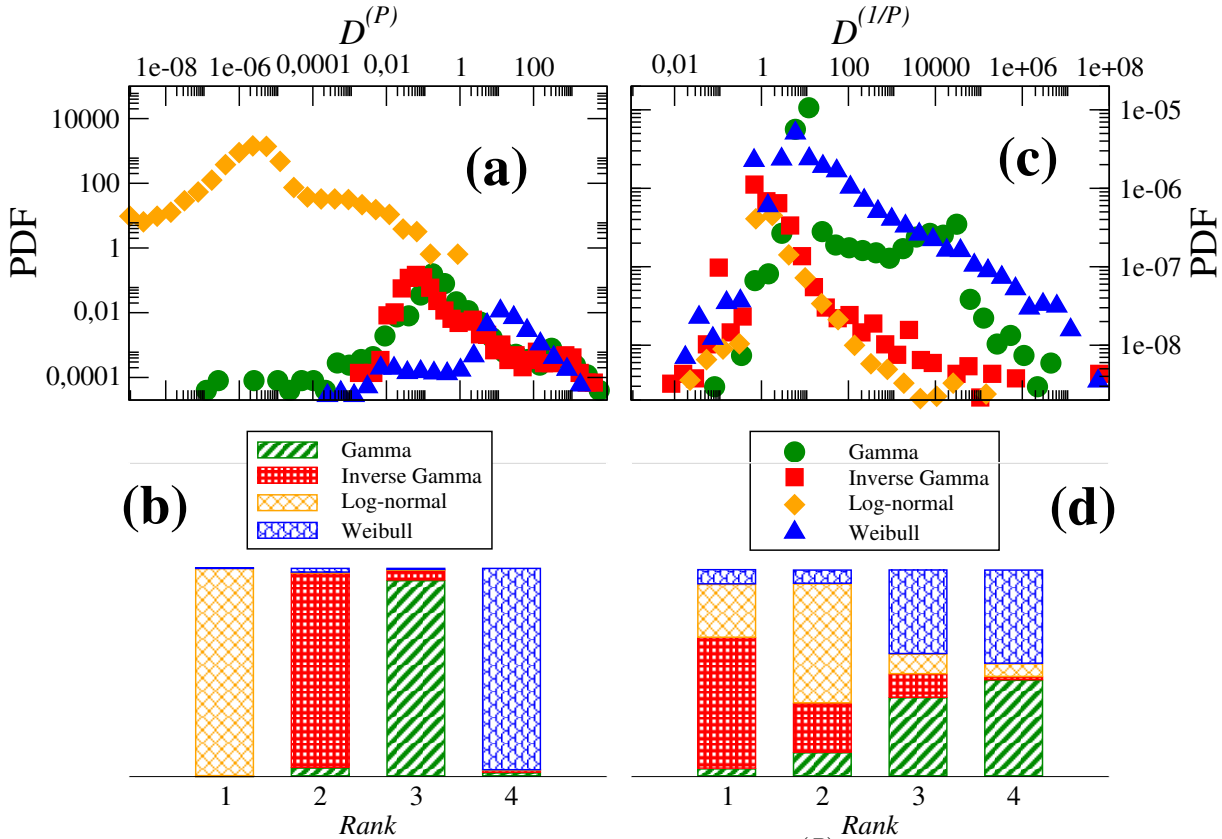 D^(P)
D^(1/P)
1e-08 1e-06 0,0001 0,01 1 100
0,01 1 100 10000 1e+06 1e+08
10000
100
1
0,01
0,0001
PDF
(a)
(c)
1e-05
1e-06
1e-07
1e-08
PDF
Gamma
Inverse Gamma
Log-normal
Weibull
Gamma
Inverse Gamma
Log-normal
Weibull
(b)
(d)
1 2 3 4
1 2 3 4
Rank
Rank